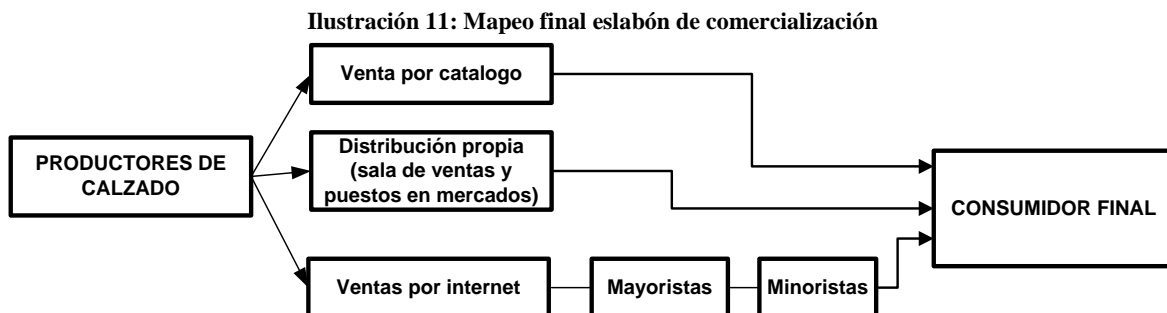 Ilustración 11: Mapeo final eslabón de comercialización
Venta por catalogo
PRODUCTORES DE
CALZADO
Distribución propia
(sala de ventas y
puestos en mercados)
CONSUMIDOR FINAL
Ventas por internet
Mayoristas
Minoristas